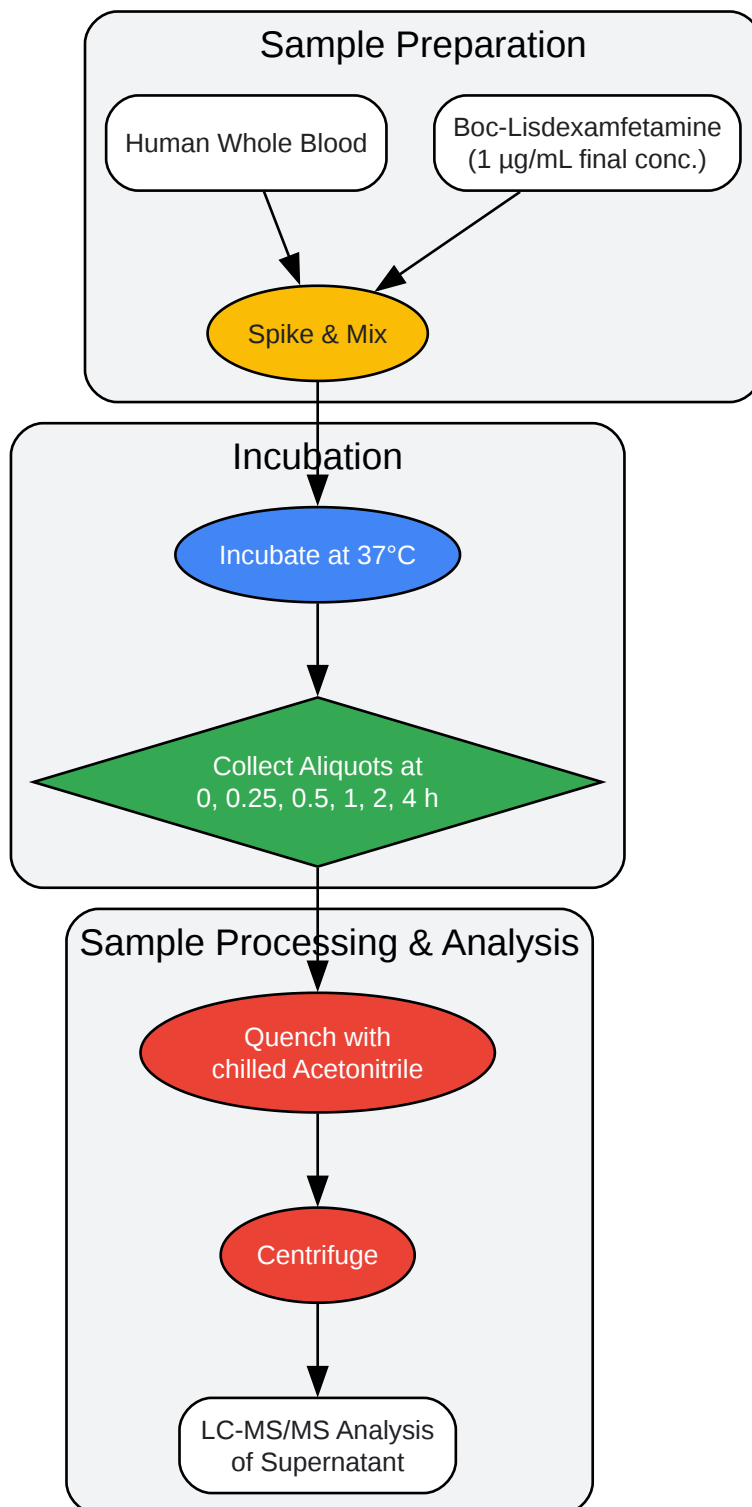 Sample Preparation
Human Whole Blood
Boc-Lisdexamfetamine
(1 µg/mL final conc.)
Spike & Mix
Incubation
Incubate at 37°C
Collect Aliquots at
0, 0.25, 0.5, 1, 2, 4 h
Sample Processing & Analysis
Quench with
chilled Acetonitrile
Centrifuge
LC-MS/MS Analysis
of Supernatant